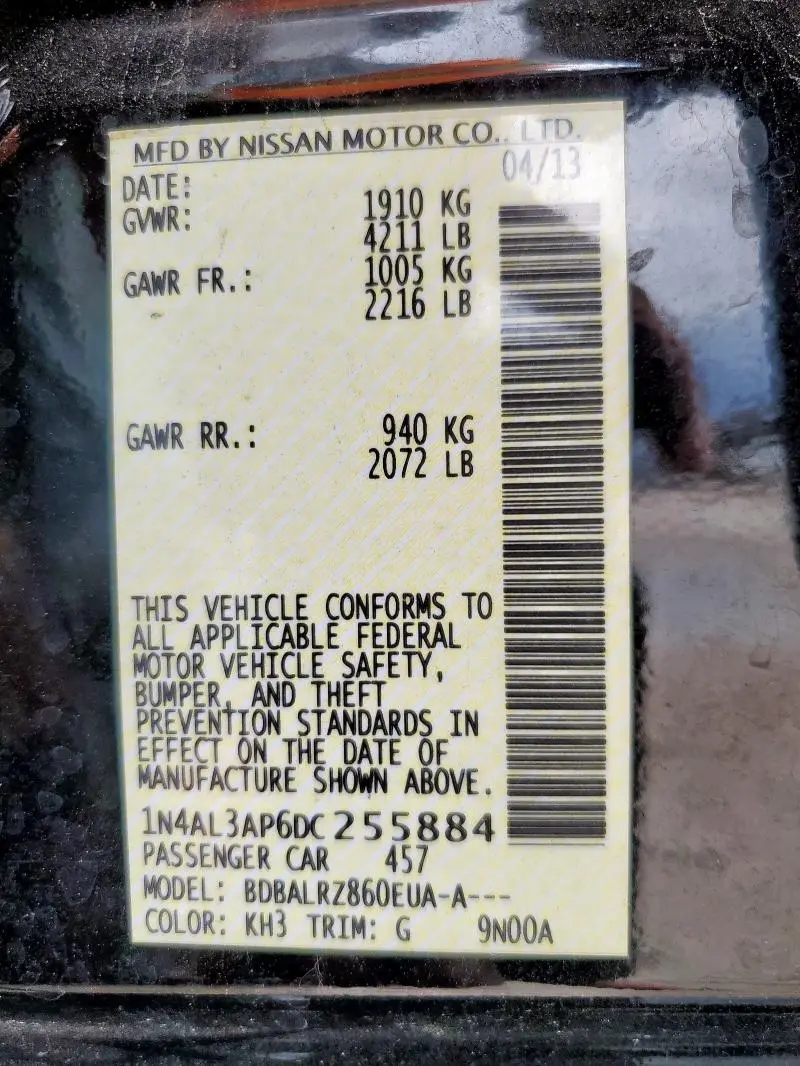 MFD BY NISSAN MOTOR CO., LTD.
DATE: 04/13
GVWR: 1910 KG
4211 LB
GAWR FR.: 1005 KG
2216 LB
GAWR RR.: 940 KG
2072 LB
THIS VEHICLE CONFORMS TO
ALL APPLICABLE FEDERAL
MOTOR VEHICLE SAFETY,
BUMPER, AND THEFT
PREVENTION STANDARDS IN
EFFECT ON THE DATE OF
MANUFACTURE SHOWN ABOVE.
1N4AL3AP6DC255884
PASSENGER CAR 457
MODEL: BDBALRZ860EUA-A---
COLOR: KH3 TRIM: G 9N00A